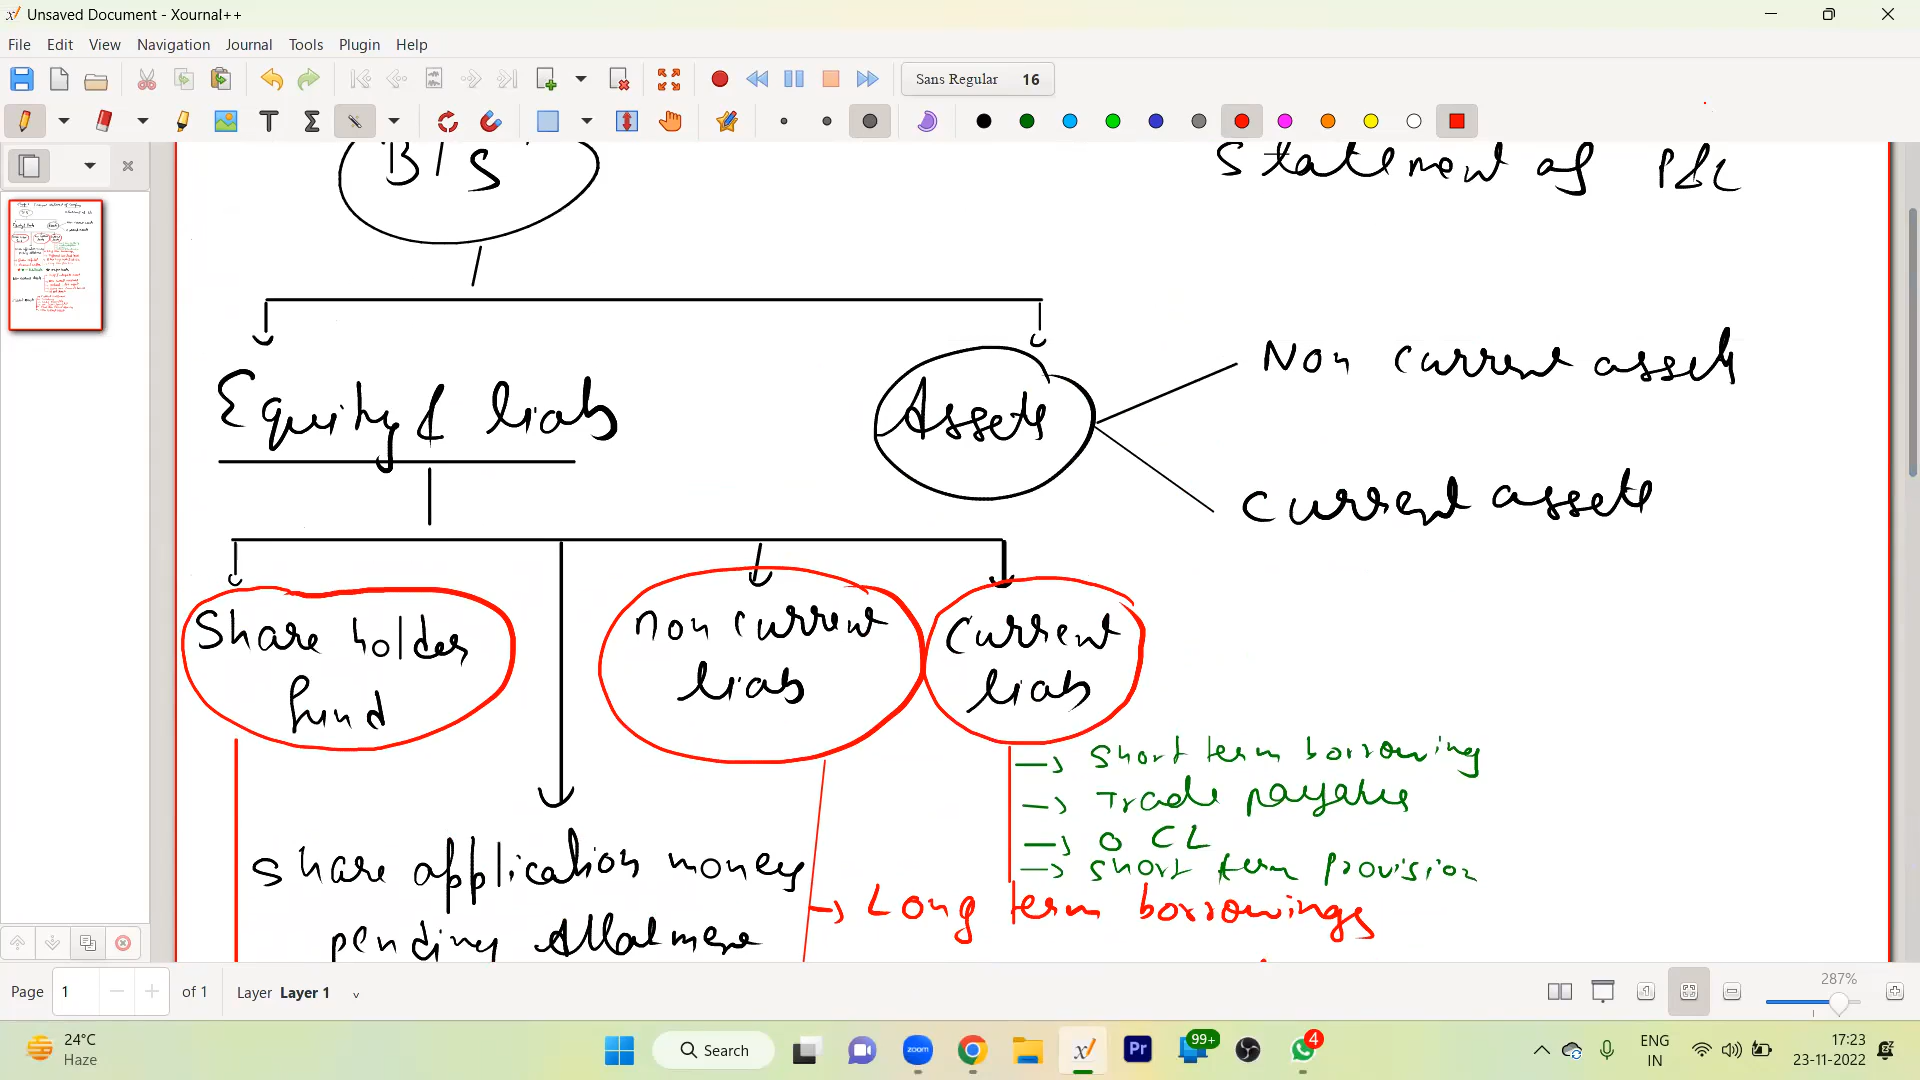 Unsaved Document - Xournal++
File Edit View Navigation Journal Tools Plugin Help
Sans Regular 16
B/S
Statement of P&L
Equity & liab
Assets
Non current assets
Current assets
Share holder
fund
non current
liab
Current
liab
Short term borrowing
Trade payables
O CL
Short term provision
Share application money
pending Allotment
Long term borrowings
Page 1 of 1 Layer Layer 1
287%
24°C
Haze
Search
zoom
Pr
99+
4
ENG
IN
17:23
23-11-2022